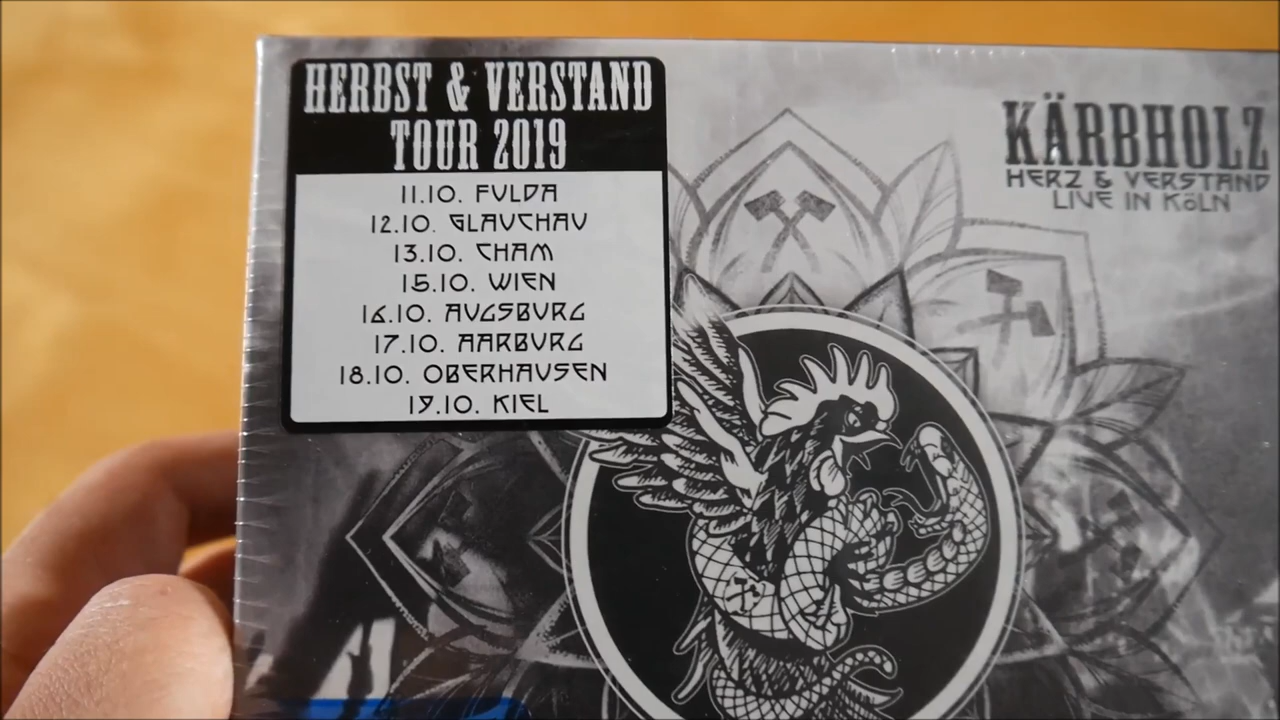 HERBST & VERSTAND
TOUR 2019
11.10. FULDA
12.10. GLAUCHAU
13.10. CHAM
15.10. WIEN
16.10. AUGSBURG
17.10. AARBURG
18.10. OBERHAUSEN
19.10. KIEL
KÄRBHOLZ
HERZ & VERSTAND
LIVE IN KÖLN